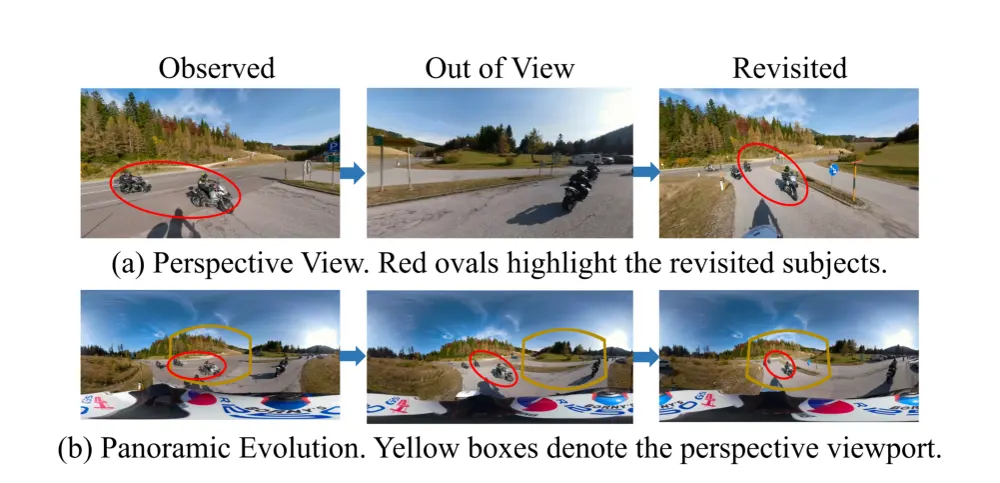 Observed
Out of View
Revisited
(a) Perspective View. Red ovals highlight the revisited subjects.
(b) Panoramic Evolution. Yellow boxes denote the perspective viewport.